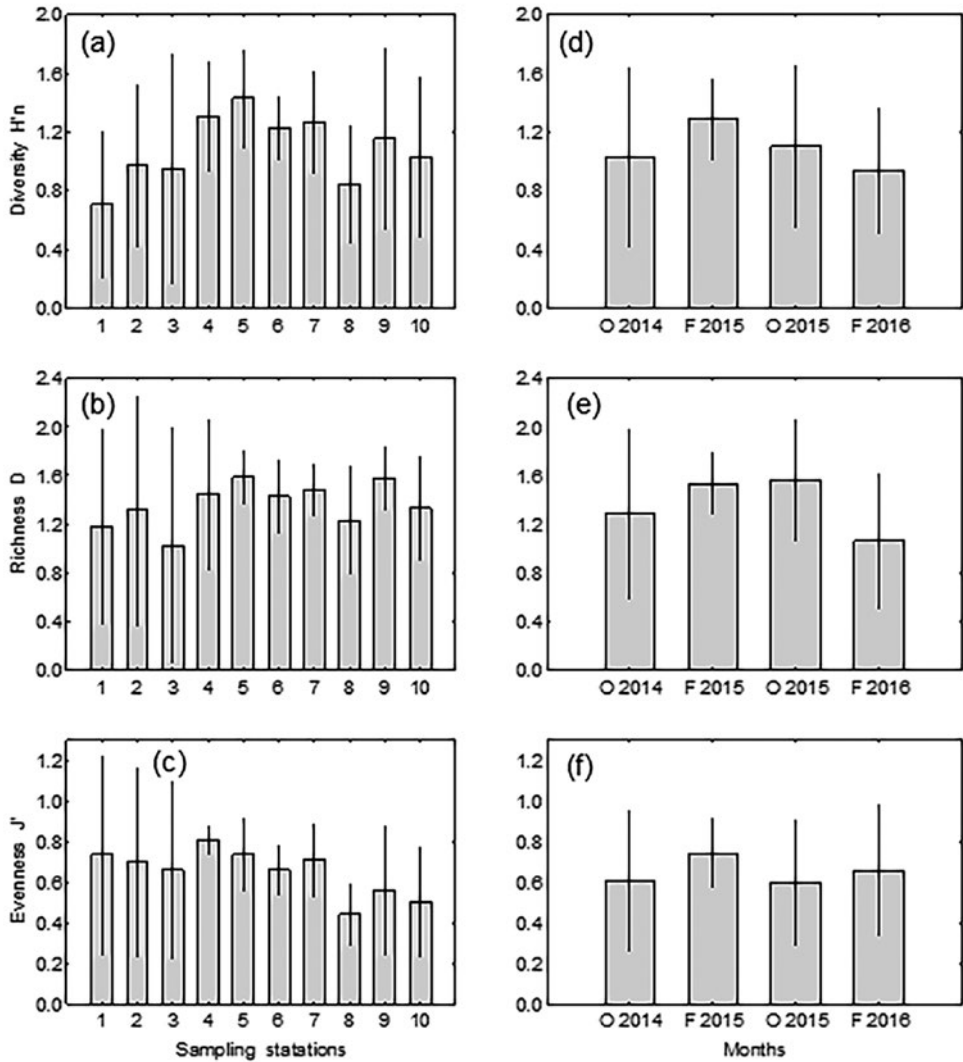 (a)
Diversity H'n
2.0
1.6
1.2
0.8
0.4
0.0
1 2 3 4 5 6 7 8 9 10
(d)
2.0
1.6
1.2
0.8
0.4
0.0
O 2014 F 2015 O 2015 F 2016
(b)
Richness D
2.4
2.0
1.6
1.2
0.8
0.4
0.0
1 2 3 4 5 6 7 8 9 10
(e)
2.4
2.0
1.6
1.2
0.8
0.4
0.0
O 2014 F 2015 O 2015 F 2016
(c)
Evenness J'
1.2
1.0
0.8
0.6
0.4
0.2
0.0
1 2 3 4 5 6 7 8 9 10
Sampling statations
(f)
1.2
1.0
0.8
0.6
0.4
0.2
0.0
O 2014 F 2015 O 2015 F 2016
Months